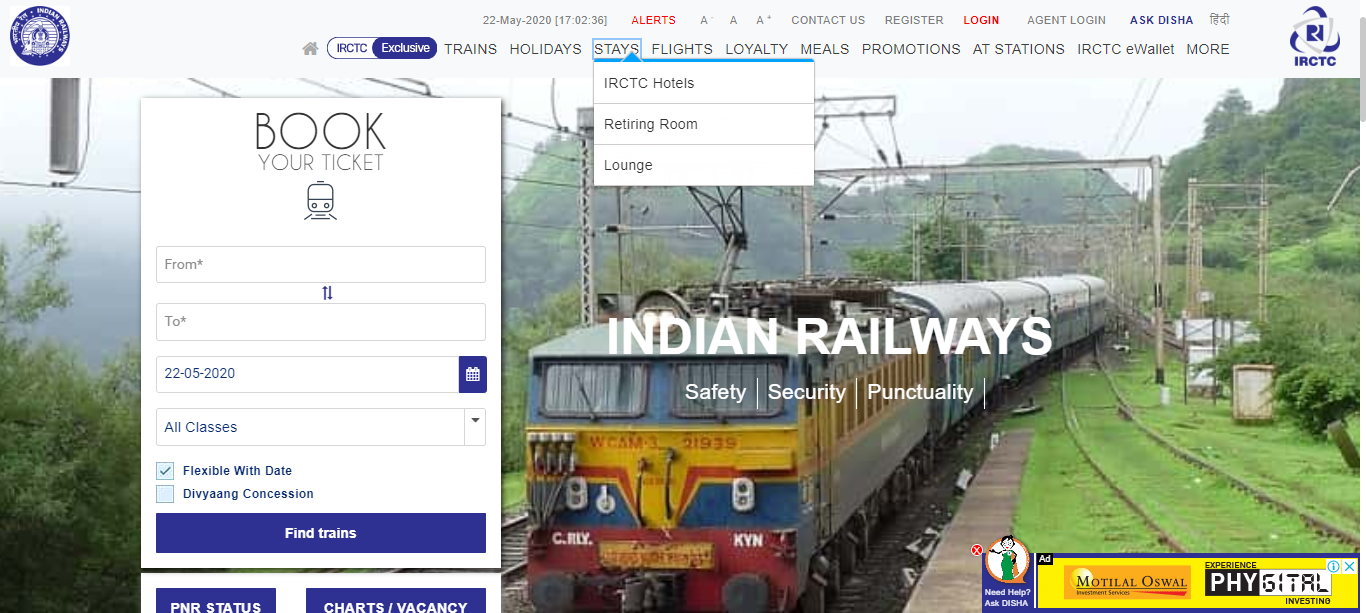 22-May-2020 [17:02:36] ALERTS A- A A+ CONTACT US REGISTER LOGIN AGENT LOGIN ASK DISHA हिंदी
IRCTC Exclusive TRAINS HOLIDAYS STAYS FLIGHTS LOYALTY MEALS PROMOTIONS AT STATIONS IRCTC eWallet MORE
IRCTC
IRCTC Hotels
Retiring Room
Lounge
BOOK
YOUR TICKET
From*
To*
22-05-2020
All Classes
Flexible With Date
Divyaang Concession
Find trains
PNR STATUS
CHARTS / VACANCY
INDIAN RAILWAYS
Safety Security Punctuality
WCAM-3 21939
C.RLY. KYN
Need Help?
Ask DISHA
Ad
MOTILAL OSWAL
Investment Services
EXPERIENCE
PHYGITAL
INVESTING